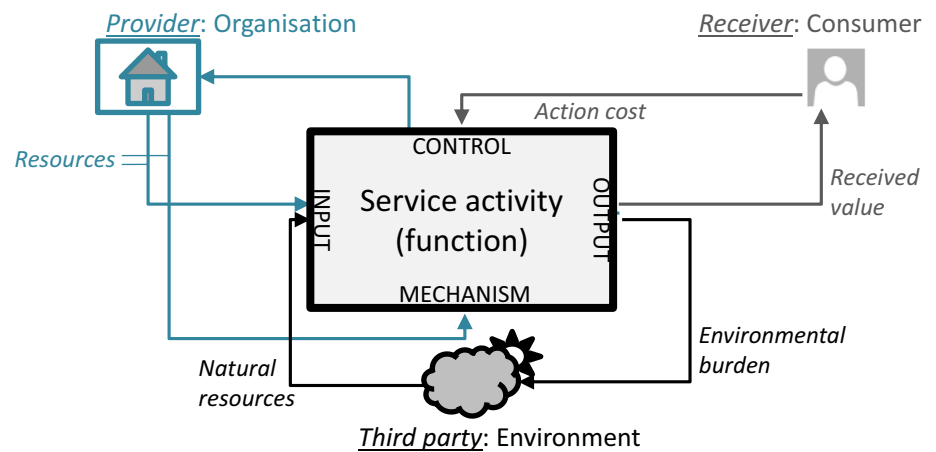 Provider: Organisation
Receiver: Consumer
Action cost
CONTROL
Resources
INPUT
Service activity
(function)
OUTPUT
Received
value
MECHANISM
Natural
resources
Environmental
burden
Third party: Environment